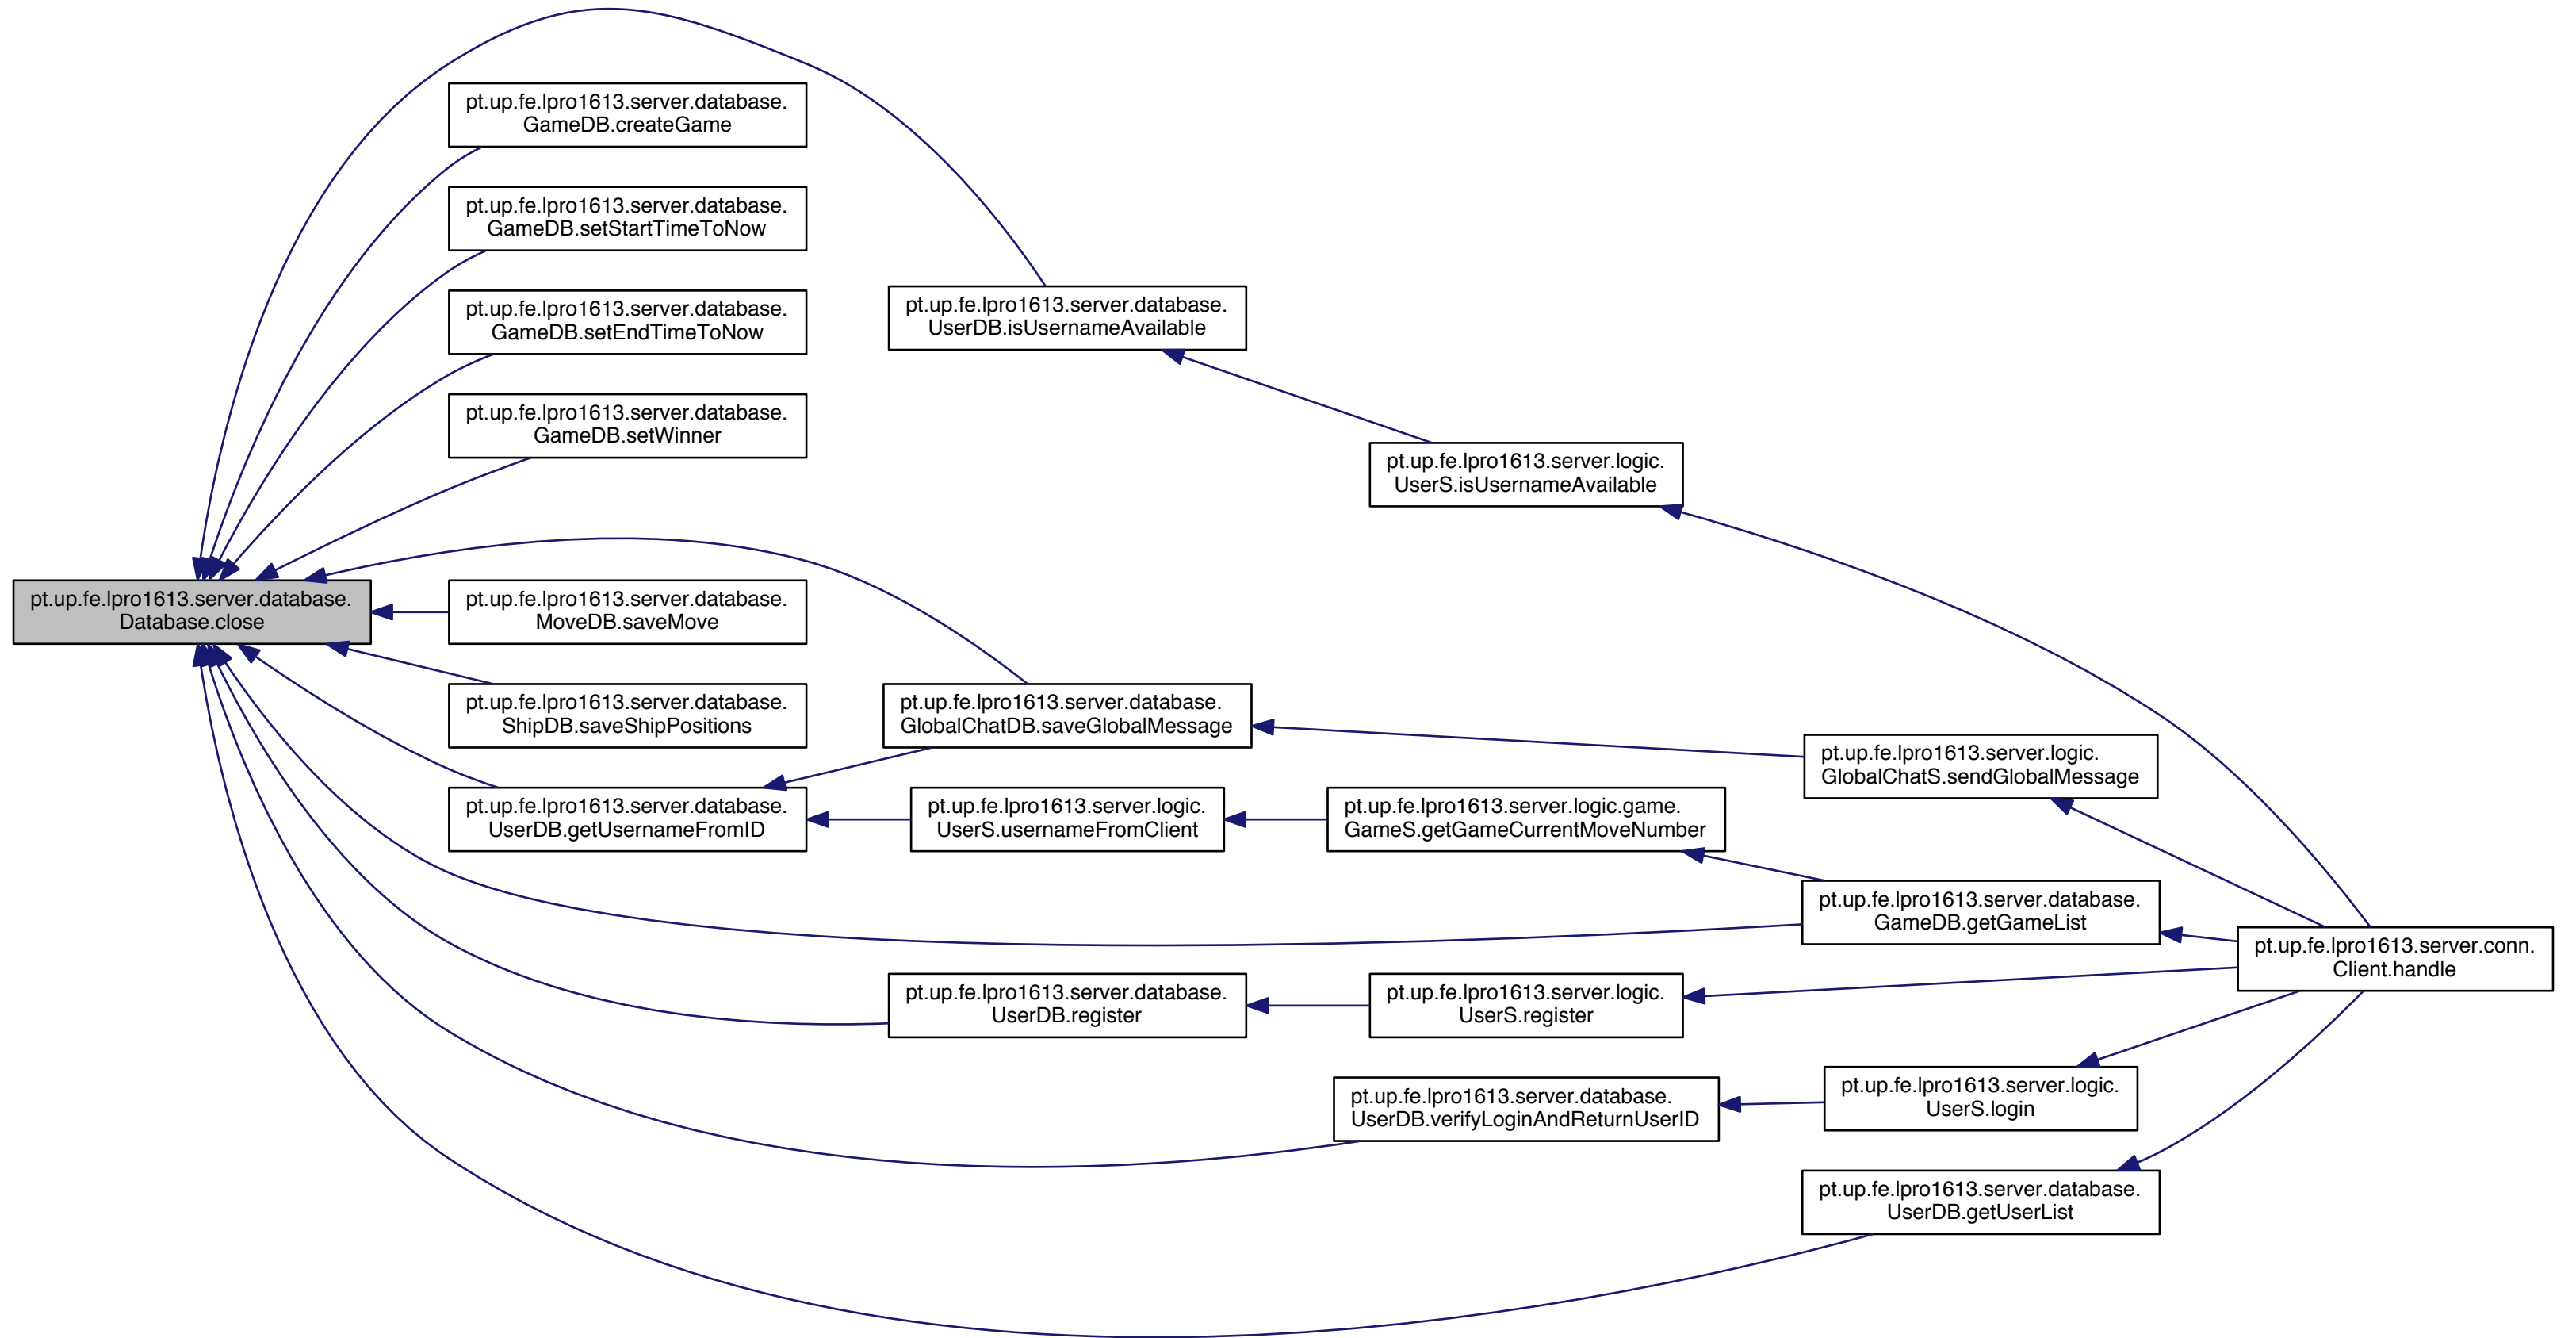 pt.up.fe.lpro1613.server.database.
GameDB.createGame
pt.up.fe.lpro1613.server.database.
GameDB.setStartTimeToNow
pt.up.fe.lpro1613.server.database.
GameDB.setEndTimeToNow
pt.up.fe.lpro1613.server.database.
UserDB.isUsernameAvailable
pt.up.fe.lpro1613.server.database.
GameDB.setWinner
pt.up.fe.lpro1613.server.logic.
UserS.isUsernameAvailable
pt.up.fe.lpro1613.server.database.
Database.close
pt.up.fe.lpro1613.server.database.
MoveDB.saveMove
pt.up.fe.lpro1613.server.database.
ShipDB.saveShipPositions
pt.up.fe.lpro1613.server.database.
GlobalChatDB.saveGlobalMessage
pt.up.fe.lpro1613.server.logic.
GlobalChatS.sendGlobalMessage
pt.up.fe.lpro1613.server.database.
UserDB.getUsernameFromID
pt.up.fe.lpro1613.server.logic.
UserS.usernameFromClient
pt.up.fe.lpro1613.server.logic.game.
GameS.getGameCurrentMoveNumber
pt.up.fe.lpro1613.server.database.
GameDB.getGameList
pt.up.fe.lpro1613.server.conn.
Client.handle
pt.up.fe.lpro1613.server.database.
UserDB.register
pt.up.fe.lpro1613.server.logic.
UserS.register
pt.up.fe.lpro1613.server.database.
UserDB.verifyLoginAndReturnUserID
pt.up.fe.lpro1613.server.logic.
UserS.login
pt.up.fe.lpro1613.server.database.
UserDB.getUserList